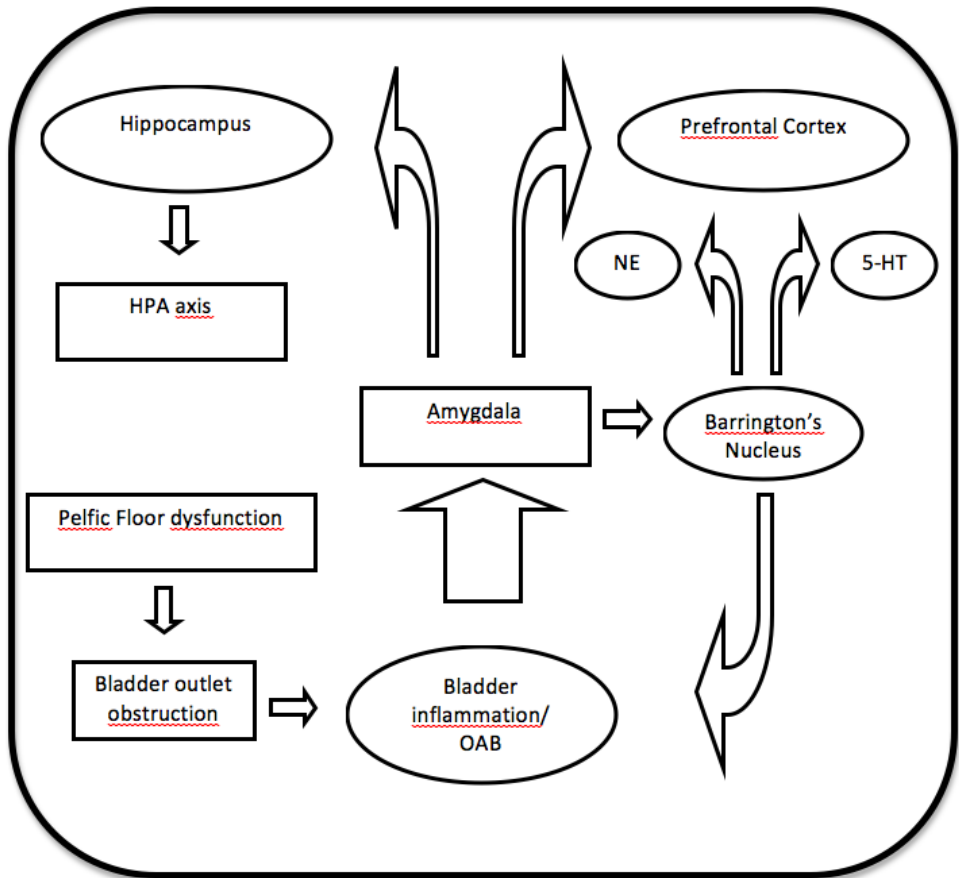 Hippocampus
Prefrontal Cortex
NE
5-HT
HPA axis
Amygdala
Barrington's
Nucleus
Pelfic Floor dysfunction
Bladder outlet
obstruction
Bladder
inflammation/
OAB